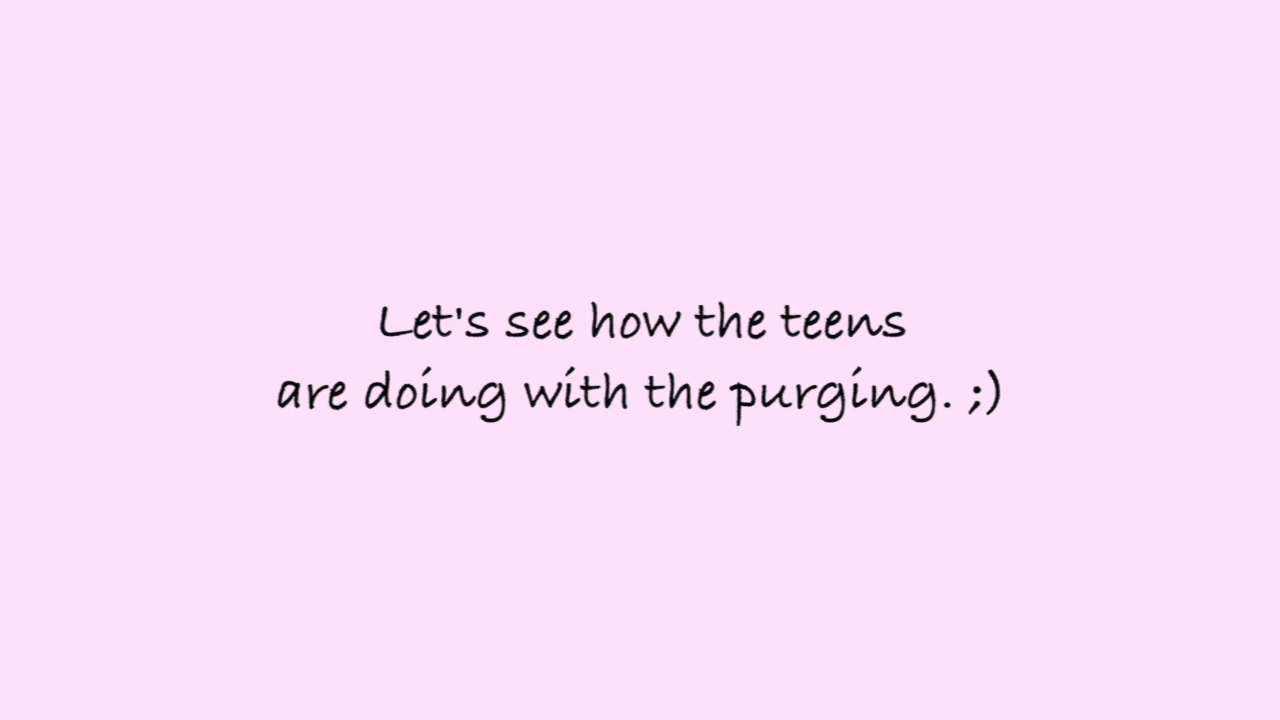 Let's see how the teens
are doing with the purging. ;)